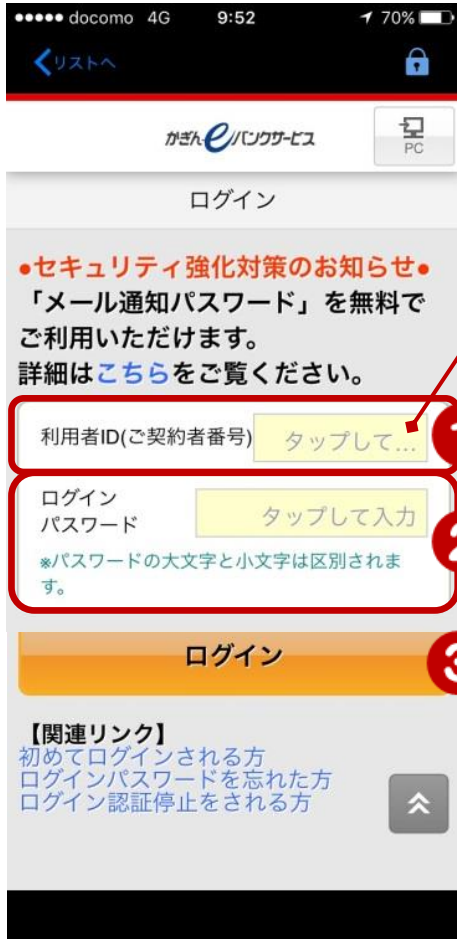 docomo 4G 9:52 70%
リストへ
かぎんeバンクサービス
PC
ログイン
●セキュリティ強化対策のお知らせ●
「メール通知パスワード」を無料で
ご利用いただけます。
詳細はこちらをご覧ください。
利用者ID(ご契約者番号) タップして...
1
ログイン
パスワード
タップして入力
2
※パスワードの大文字と小文字は区別されま
す。
ログイン
3
【関連リンク】
初めてログインされる方
ログインパスワードを忘れた方
ログイン認証停止をされる方